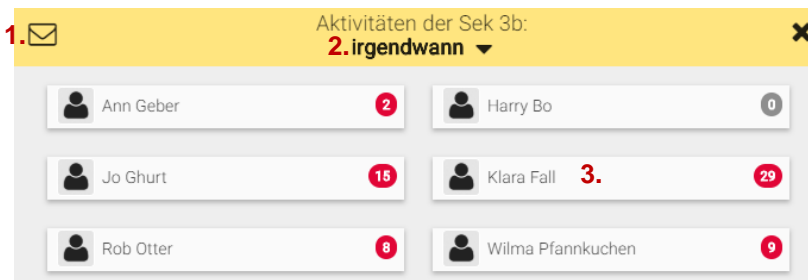 Aktivitäten der Sek 3b:
1. 2. irgendwann
Ann Geber 2 Harry Bo 0
Jo Ghurt 15 Klara Fall 3. 29
Rob Otter 8 Wilma Pfannkuchen 9